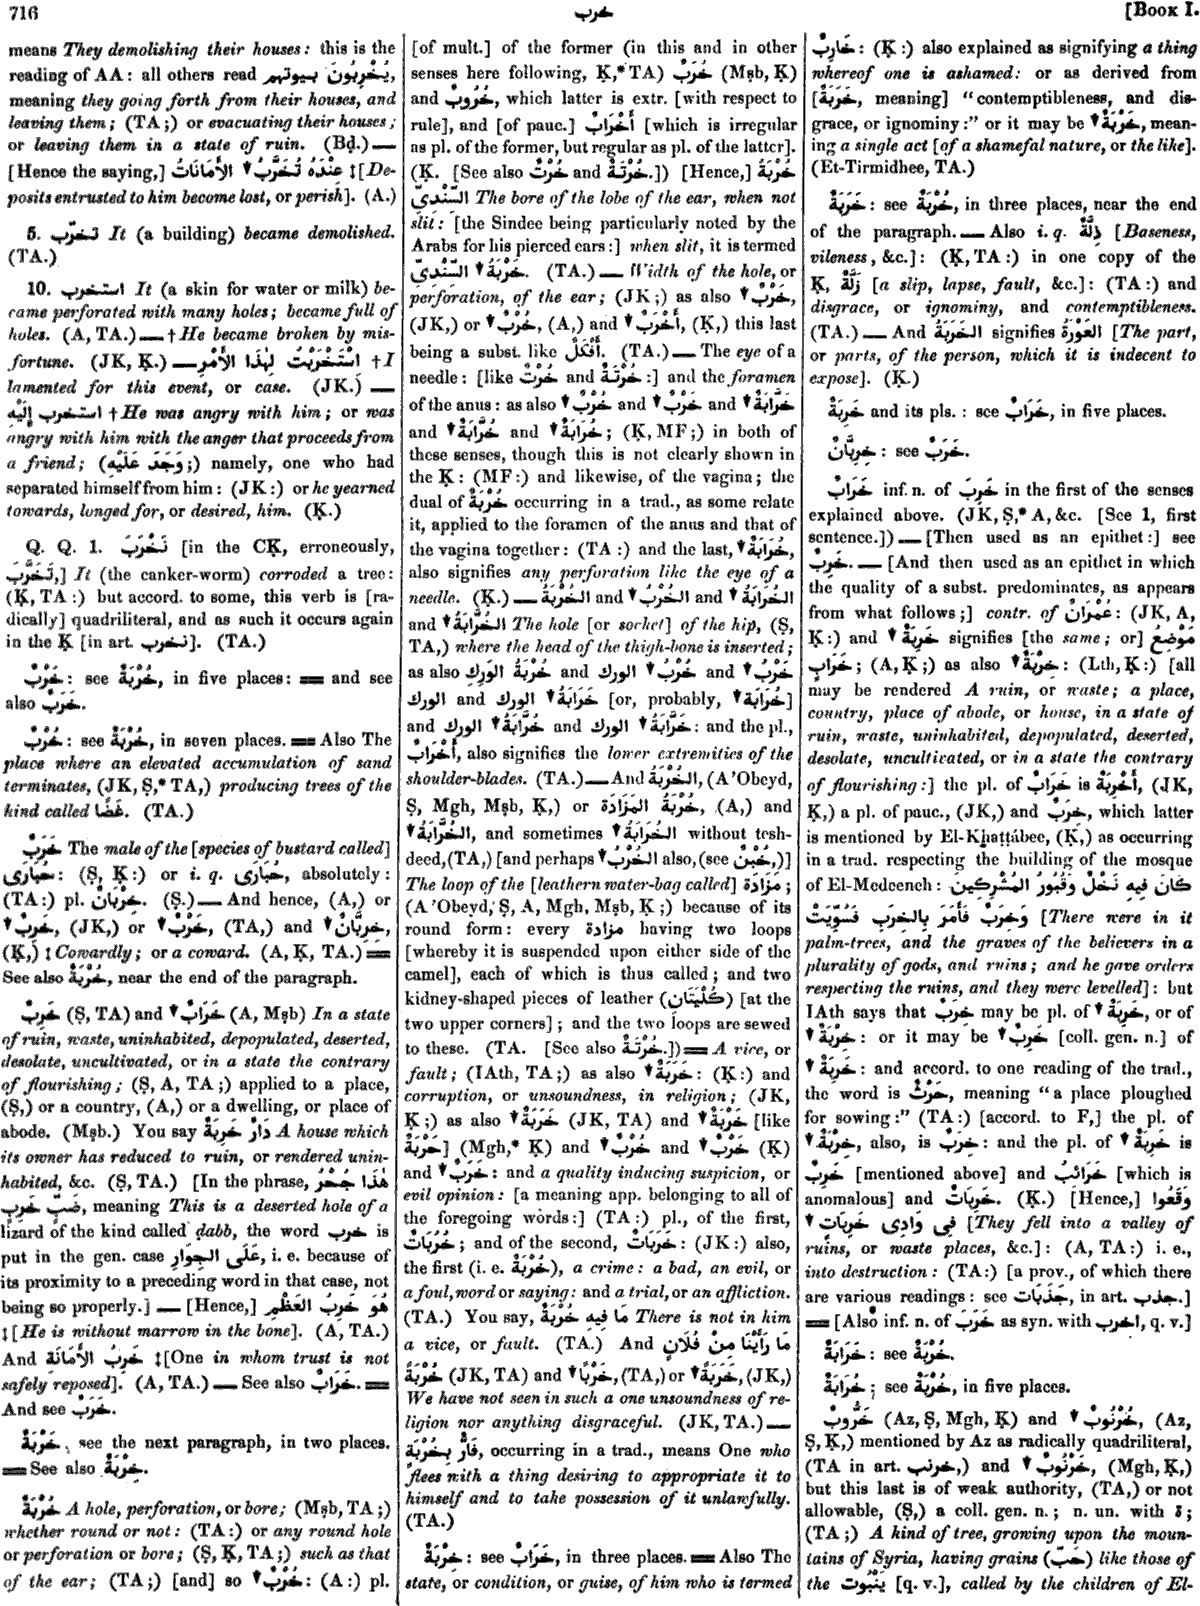 716
خرب
[Book I.
means They demolishing their houses: this is the
reading of AA: all others read يُخْرِبُونَ بيوتهم,
meaning they going forth from their houses, and
leaving them; (TA;) or evacuating their houses;
or leaving them in a state of ruin. (Bḍ.) —
[Hence the saying,] عِنْدَهُ تُخَرَّبُ الأَمَانَاتُ ‡[De-
posits entrusted to him become lost, or perish]. (A.)
5. تخرّب It (a building) became demolished.
(TA.)
10. استخرب It (a skin for water or milk) be-
came perforated with many holes; became full of
holes. (A, TA.) — † He became broken by mis-
fortune. (JK, Ḳ.) — اسْتَخْرَبْتُ لِهٰذَا الأَمْرِ † I
lamented for this event, or case. (JK.) —
استخرب إِلَيْهِ † He was angry with him; or was
angry with him with the anger that proceeds from
a friend; (وَجَدَ عَلَيْهِ;) namely, one who had
separated himself from him: (JK:) or he yearned
towards, longed for, or desired, him. (Ḳ.)
Q. Q. 1. نَخْرَبَ [in the CḲ, erroneously,
تَخَرَّبَ,] It (the canker-worm) corroded a tree:
(Ḳ, TA:) but accord. to some, this verb is [ra-
dically] quadriliteral, and as such it occurs again
in the Ḳ [in art. نخرب]. (TA.)
خَرْبٌ: see خُرْبَةٌ, in five places: == and see
also خَرَبٌ.
خُرْبٌ: see خُرْبَةٌ, in seven places. == Also The
place where an elevated accumulation of sand
terminates, (JK, Ṣ,* TA,) producing trees of the
kind called غَضًا. (TA.)
خَرَبٌ The male of the [species of bustard called]
حُبَارَى: (Ṣ, Ḳ:) or i. q. حُبَارَى, absolutely:
(TA:) pl. خِرْبَانٌ. (Ṣ.) — And hence, (A,) or
خَرِبٌ, (JK,) or خَرْبٌ, (TA,) and خِرِبَّانٌ,
(Ḳ,) ‡ Cowardly; or a coward. (A, Ḳ, TA.) ==
See also خُرْبَةٌ, near the end of the paragraph.
خَرِبٌ (Ṣ, TA) and خَرَابٌ (A, Mṣb) In a state
of ruin, waste, uninhabited, depopulated, deserted,
desolate, uncultivated, or in a state the contrary
of flourishing; (Ṣ, A, TA;) applied to a place,
(Ṣ,) or a country, (A,) or a dwelling, or place of
abode. (Mṣb.) You say دَارٌ خَرِبَةٌ A house which
its owner has reduced to ruin, or rendered unin-
habited, &c. (Ṣ, TA.) [In the phrase, هٰذَا جُحْرُ
ضَبٍّ خَرِبٍ, meaning This is a deserted hole of a
lizard of the kind called ḍabb, the word خرب is
put in the gen. case عَلَى الجِوَارِ, i. e. because of
its proximity to a preceding word in that case, not
being so properly.] — [Hence,] هُوَ خَرِبُ العَظْمِ
‡[He is without marrow in the bone]. (A, TA.)
And خَرِبُ الأَمَانَةِ ‡[One in whom trust is not
safely reposed]. (A, TA.) — See also خَرَابٌ. ==
And see خَرَبٌ.
خَرْبَةٌ, see the next paragraph, in two places.
== See also خِرْبَةٌ.
خُرْبَةٌ A hole, perforation, or bore; (Mṣb, TA;)
whether round or not: (TA:) or any round hole
or perforation or bore; (Ṣ, Ḳ, TA;) such as that
of the ear; (TA;) [and] so خُرْبٌ: (A:) pl.
[of mult.] of the former (in this and in other
senses here following, Ḳ,* TA) خُرَبٌ (Mṣb, Ḳ)
and خُرُوبٌ, which latter is extr. [with respect to
rule], and [of pauc.] أَخْرَابٌ [which is irregular
as pl. of the former, but regular as pl. of the latter].
(Ḳ. [See also خُرْتٌ and خُرْتَةٌ.]) [Hence,] خُرْبَةُ
السِّنْدِيِّ The bore of the lobe of the ear, when not
slit: [the Sindee being particularly noted by the
Arabs for his pierced ears:] when slit, it is termed
خَرْبَةُ السِّنْدِيِّ. (TA.) — Width of the hole, or
perforation, of the ear; (JK;) as also خَرْبٌ,
(JK,) or خُرْبٌ, (A,) and أَخْرَبٌ, (Ḳ,) this last
being a subst. like أَفْكَلٌ. (TA.) — The eye of a
needle: [like خُرْتٌ and خُرْتَةٌ:] and the foramen
of the anus: as also خُرْبٌ and خَرْبٌ and خَرَّابَةٌ
and خُرَّابَةٌ and خُرَابَةٌ; (Ḳ, MF;) in both of
these senses, though this is not clearly shown in
the Ḳ: (MF:) and likewise, of the vagina; the
dual of خُرْبَةٌ occurring in a trad., as some relate
it, applied to the foramen of the anus and that of
the vagina together: (TA:) and the last, خُرَابَةٌ,
also signifies any perforation like the eye of a
needle. (Ḳ.) — الخُرْبَةُ and الخُرْبُ and الخُرَابَةُ
and الخُرَّابَةُ The hole [or socket] of the hip, (Ṣ,
TA,) where the head of the thigh-bone is inserted;
as also خُرْبَةُ الوَرِكِ and خُرْبُ الورك and خَرْبُ
الورك and خَرَابَةُ الورك [or, probably, خَرَّابَةُ]
and خُرَّابَةُ الورك and خُرَابَةُ الورك: and the pl.,
أَخْرَابٌ, also signifies the lower extremities of the
shoulder-blades. (TA.) — And الخُرْبَةُ, (A'Obeyd,
Ṣ, Mgh, Mṣb, Ḳ,) or خُرْبَةُ المَزَادَةِ, (A,) and
الخُرَّابَةُ, and sometimes الخُرَابَةُ without tesh-
deed, (TA,) [and perhaps الخُرْبُ also, (see خُبْنٌ,)]
The loop of the [leathern water-bag called] مَزَادَة;
(A'Obeyd, Ṣ, A, Mgh, Mṣb, Ḳ;) because of its
round form: every مزادة having two loops
[whereby it is suspended upon either side of the
camel], each of which is thus called; and two
kidney-shaped pieces of leather (كُلْيَتَانِ) [at the
two upper corners]; and the two loops are sewed
to these. (TA. [See also خُرْتَةٌ.]) == A vice, or
fault; (IAth, TA;) as also خَرَبَةٌ: (Ḳ:) and
corruption, or unsoundness, in religion; (JK,
Ḳ;) as also خَرَبَةٌ (JK, TA) and خَرْبَةٌ [like
خَرْبَةٌ] (Mgh,* Ḳ) and خُرْبٌ and خَرْبٌ (Ḳ)
and خَرَبٌ: and a quality inducing suspicion, or
evil opinion: [a meaning app. belonging to all of
the foregoing words:] (TA:) pl., of the first,
خُرُبَاتٌ; and of the second, خَرَبَاتٌ: (JK:) also,
the first (i. e. خُرْبَةٌ), a crime: a bad, an evil, or
a foul, word or saying: and a trial, or an affliction.
(TA.) You say, مَا فِيهِ خُرْبَةٌ There is not in him
a vice, or fault. (TA.) And مَا رَأَيْنَا مِنْ فُلَانٍ
خُرْبَةً (JK, TA) and خَرْبًا, (TA,) or خَرَبَةً, (JK,)
We have not seen in such a one unsoundness of re-
ligion nor anything disgraceful. (JK, TA.) —
فَارٌّ بِخُرْبَةٍ, occurring in a trad., means One who
flees with a thing desiring to appropriate it to
himself and to take possession of it unlawfully.
(TA.)
خِرْبَةٌ: see خَرَابٌ, in three places. == Also The
state, or condition, or guise, of him who is termed
خَارِبٌ: (Ḳ:) also explained as signifying a thing
whereof one is ashamed: or as derived from
[خَرَبَةٌ, meaning] "contemptibleness, and dis-
grace, or ignominy:" or it may be خَرْبَةٌ, mean-
ing a single act [of a shameful nature, or the like].
(Et-Tirmidhee, TA.)
خَرَبَةٌ: see خُرْبَةٌ, in three places, near the end
of the paragraph. — Also i. q. ذِلَّةٌ [Baseness,
vileness, &c.]: (Ḳ, TA:) in one copy of the
Ḳ, زَلَّةٌ [a slip, lapse, fault, &c.]: (TA:) and
disgrace, or ignominy, and contemptibleness.
(TA.) — And الخَرَبَةُ signifies العَوْرَةُ [The part,
or parts, of the person, which it is indecent to
expose]. (Ḳ.)
خَرِبَةٌ and its pls.: see خَرَابٌ, in five places.
خِرِبَّانٌ: see خَرَبٌ.
خَرَابٌ inf. n. of خَرِبَ in the first of the senses
explained above. (JK, Ṣ,* A, &c. [See 1, first
sentence.]) — [Then used as an epithet:] see
خَرِبٌ. — [And then used as an epithet in which
the quality of a subst. predominates, as appears
from what follows;] contr. of عُمْرَانٌ: (JK, A,
Ḳ:) and خَرِبَةٌ signifies [the same; or] مَوْضِعُ
خَرَابٍ; (A, Ḳ;) as also خِرْبَةٌ: (Lth, Ḳ:) [all
may be rendered A ruin, or waste; a place,
country, place of abode, or house, in a state of
ruin, waste, uninhabited, depopulated, deserted,
desolate, uncultivated, or in a state the contrary
of flourishing:] the pl. of خَرَابٌ is أَخْرِبَةٌ, (JK,
Ḳ,) a pl. of pauc., (JK,) and خِرَبٌ, which latter
is mentioned by El-Khaṭṭábee, (Ḳ,) as occurring
in a trad. respecting the building of the mosque
of El-Medeeneh: كَانَ فِيهِ نَخْلٌ وَقُبُورُ المُشْرِكِينَ
وَخِرَبٌ فَأَمَرَ بِالخِرَبِ فَسُوِّيَتْ [There were in it
palm-trees, and the graves of the believers in a
plurality of gods, and ruins; and he gave orders
respecting the ruins, and they were levelled]: but
IAth says that خِرَبٌ may be pl. of خَرِبَةٌ, or of
خِرْبَةٌ: or it may be خَرِبٌ [coll. gen. n.] of
خَرِبَةٌ: and accord. to one reading of the trad.,
the word is حَرْثٌ, meaning "a place ploughed
for sowing:" (TA:) [accord. to F,] the pl. of
خِرْبَةٌ, also, is خِرَبٌ: and the pl. of خَرِبَةٌ is
خَرِبٌ [mentioned above] and خَرَائِبُ [which is
anomalous] and خَرِبَاتٌ. (Ḳ.) [Hence,] وَقَعُوا
فِى وَادِى خَرِبَاتٍ [They fell into a valley of
ruins, or waste places, &c.]: (A, TA:) i. e.,
into destruction: (TA:) [a prov., of which there
are various readings: see جَذَبَاتٌ, in art. جذب.]
== [Also inf. n. of خَرَبَ as syn. with اخرب, q. v.]
خَرَابَةٌ: see خُرْبَةٌ.
خُرَابَةٌ; see خُرْبَةٌ, in five places.
خَرُّوبٌ (Az, Ṣ, Mgh, Ḳ) and خُرْنُوبٌ, (Az,
Ṣ, Ḳ,) mentioned by Az as radically quadriliteral,
(TA in art. خرنب,) and خَرْنُوبٌ, (Mgh, Ḳ,)
but this last is of weak authority, (TA,) or not
allowable, (Ṣ,) a coll. gen. n.; n. un. with ة;
(TA;) A kind of tree, growing upon the moun-
tains of Syria, having grains (حَبّ) like those of
the يَنْبُوت [q. v.], called by the children of El-